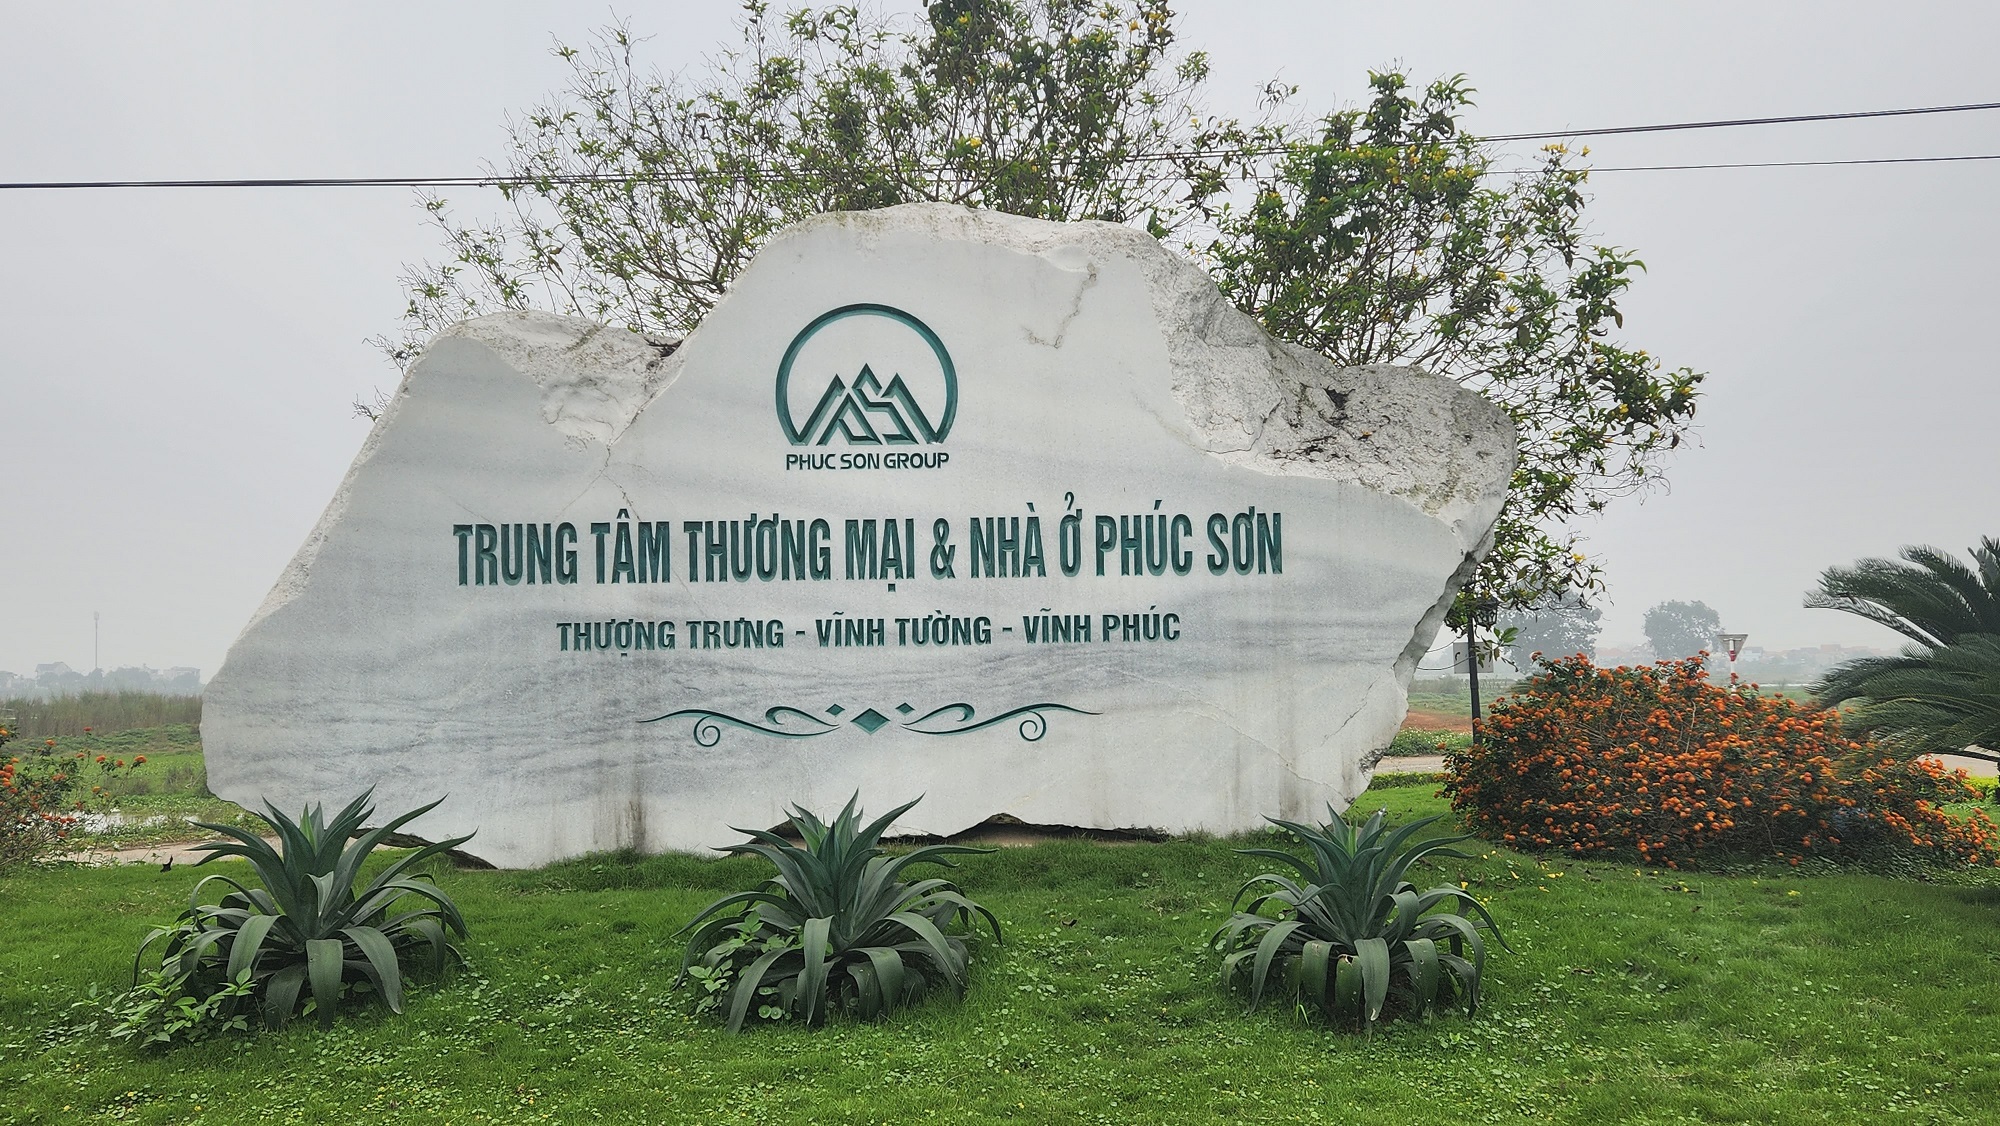 PHUC SON GROUP
TRUNG TÂM THƯƠNG MẠI & NHÀ Ở PHÚC SƠN
THƯỢNG TRƯNG - VĨNH TƯỜNG - VĨNH PHÚC